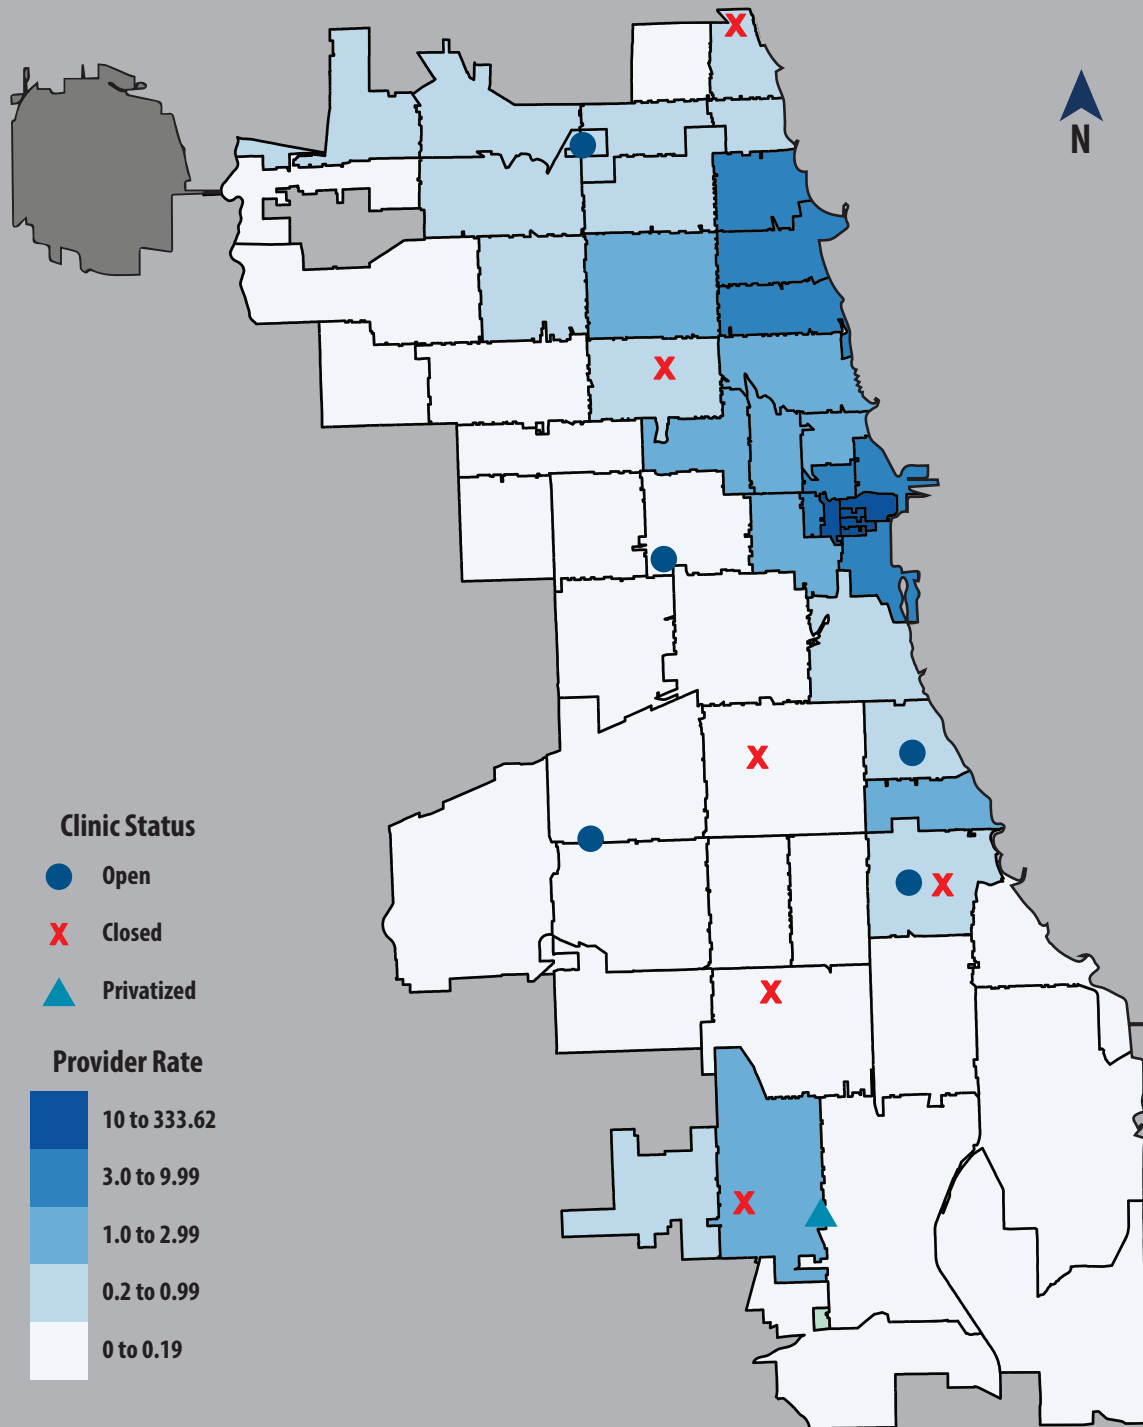 N
Clinic Status
Open
X Closed
Privatized
Provider Rate
10 to 333.62
3.0 to 9.99
1.0 to 2.99
0.2 to 0.99
0 to 0.19
X
X
X
X
X
X